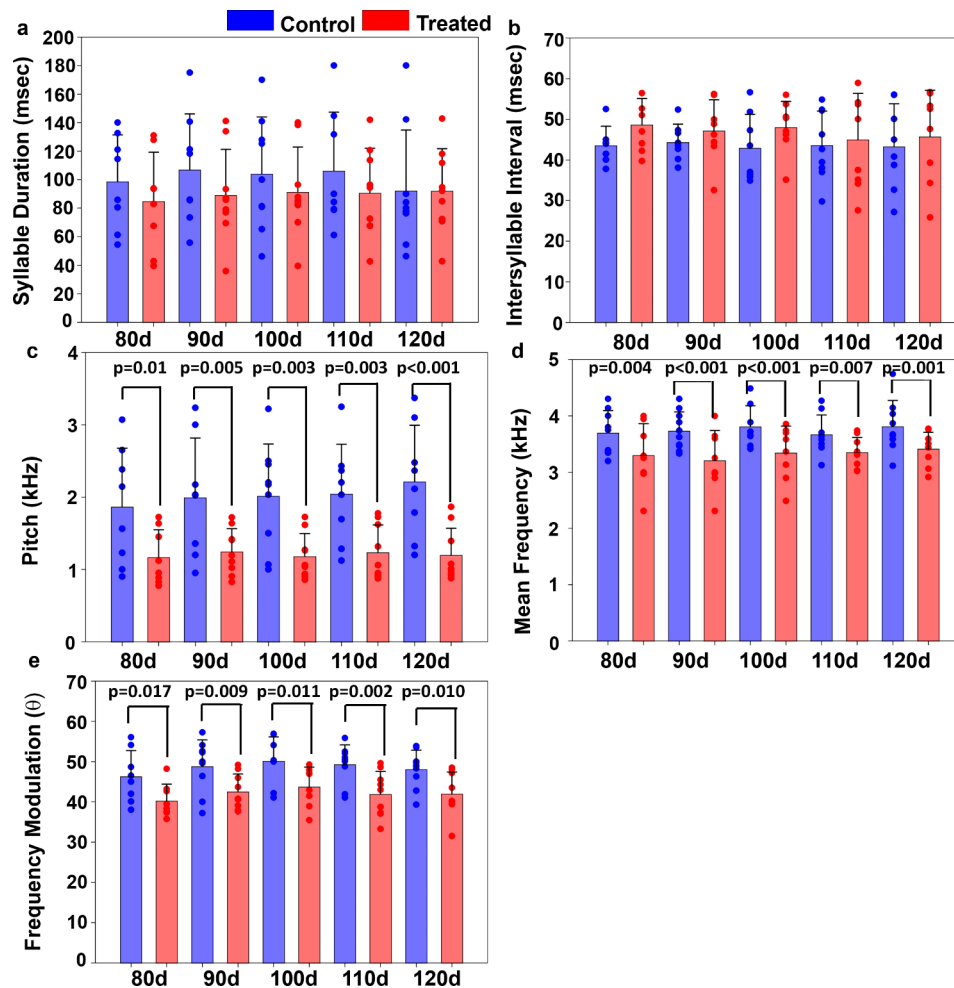 Control Treated
a
Syllable Duration (msec)
200
180
160
140
120
100
80
60
40
20
0
80d 90d 100d 110d 120d
b
Intersyllable Interval (msec)
70
60
50
40
30
20
10
0
80d 90d 100d 110d 120d
c
Pitch (kHz)
4
3
2
1
0
p=0.01 p=0.005 p=0.003 p=0.003 p<0.001
80d 90d 100d 110d 120d
d
Mean Frequency (kHz)
5
4
3
2
1
0
p=0.004 p<0.001 p<0.001 p=0.007 p=0.001
80d 90d 100d 110d 120d
e
Frequency Modulation (θ)
70
60
50
40
30
20
10
0
p=0.017 p=0.009 p=0.011 p=0.002 p=0.010
80d 90d 100d 110d 120d